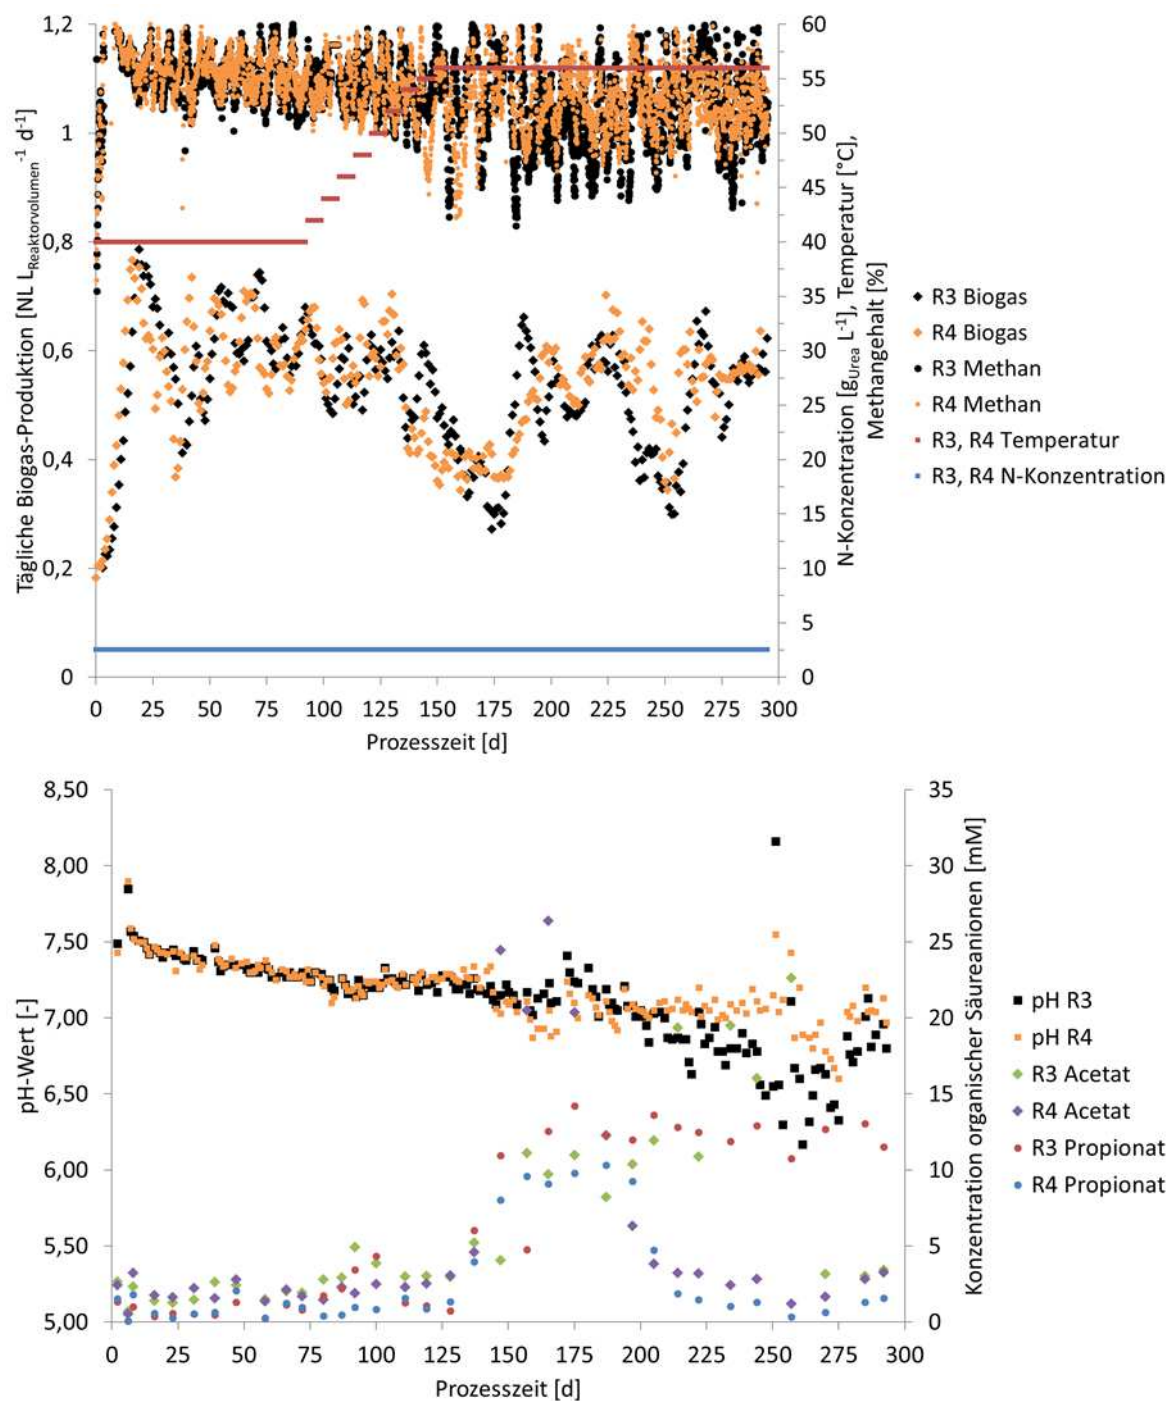 Tägliche Biogas-Produktion [NL L_Reaktorvolumen^-1 d^-1]
1,2
1
0,8
0,6
0,4
0,2
0
60
55
50
45
40
35
30
25
20
15
10
5
0
N-Konzentration [g_Urea L^-1], Temperatur [°C],
Methangehalt [%]
0 25 50 75 100 125 150 175 200 225 250 275 300
Prozesszeit [d]
R3 Biogas
R4 Biogas
R3 Methan
R4 Methan
R3, R4 Temperatur
R3, R4 N-Konzentration
pH-Wert [-]
8,50
8,00
7,50
7,00
6,50
6,00
5,50
5,00
35
30
25
20
15
10
5
0
Konzentration organischer Säureanionen [mM]
0 25 50 75 100 125 150 175 200 225 250 275 300
Prozesszeit [d]
pH R3
pH R4
R3 Acetat
R4 Acetat
R3 Propionat
R4 Propionat